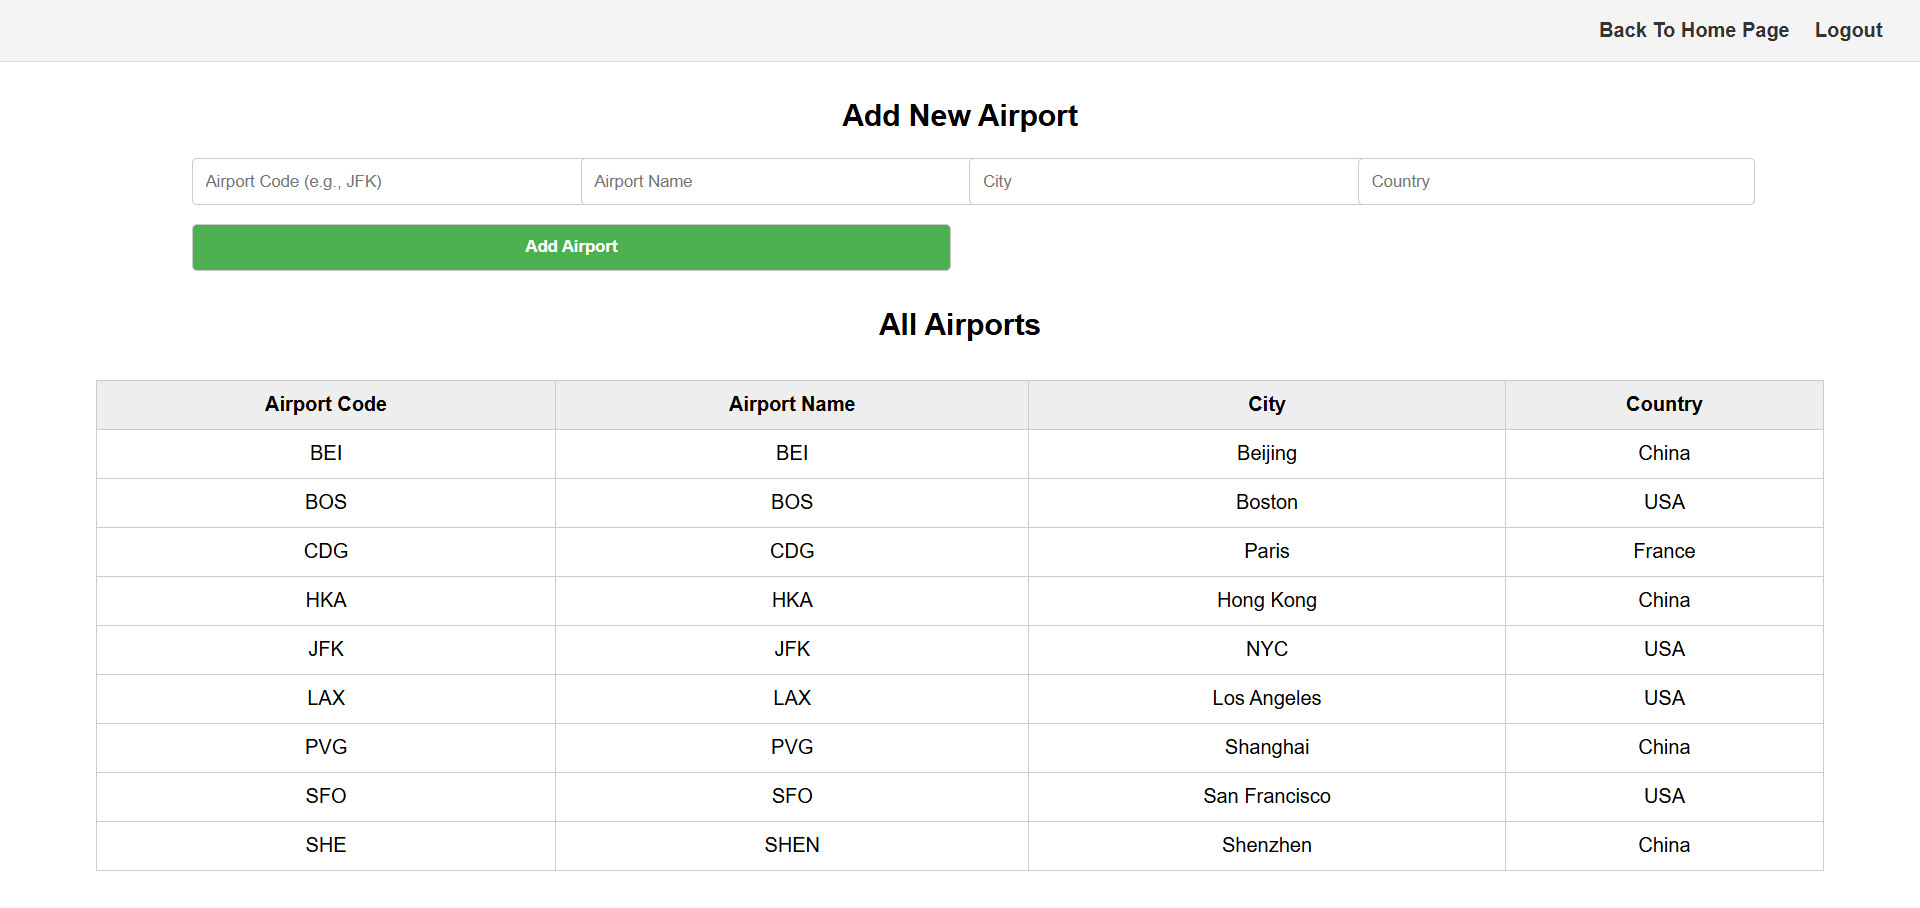 Back To Home Page Logout
Add New Airport
Airport Code (e.g., JFK) Airport Name City Country
Add Airport
All Airports
Airport Code Airport Name City Country
BEI BEI Beijing China
BOS BOS Boston USA
CDG CDG Paris France
HKA HKA Hong Kong China
JFK JFK NYC USA
LAX LAX Los Angeles USA
PVG PVG Shanghai China
SFO SFO San Francisco USA
SHE SHEN Shenzhen China